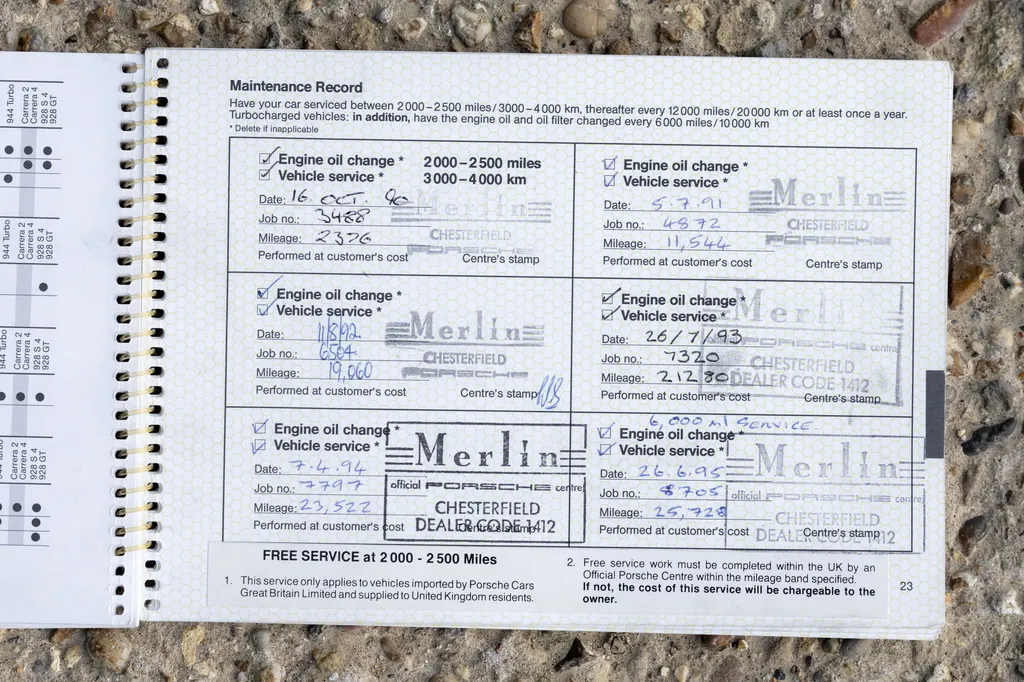 944 Turbo
Carrera 2
Carrera 4
928 S 4
928 GT
944 Turbo
Carrera 2
Carrera 4
928 S 4
928 GT
944 Turbo
Carrera 2
Carrera 4
928 S 4
928 GT
944 Turbo
Carrera 2
Carrera 4
928 S 4
928 GT
Maintenance Record
Have your car serviced between 2000–2500 miles/3000–4000 km, thereafter every 12000 miles/20000 km or at least once a year.
Turbocharged vehicles: in addition, have the engine oil and oil filter changed every 6000 miles/10000 km
* Delete if inapplicable
Engine oil change * 2000–2500 miles
Vehicle service * 3000–4000 km
Date: 16. OCT. 90
Job no.: 3488
Mileage: 2376
Performed at customer's cost Centre's stamp
Merlin
CHESTERFIELD
PORSCHE
Engine oil change *
Vehicle service *
Date: 5.7.91
Job no.: 4872
Mileage: 11,544
Performed at customer's cost Centre's stamp
Merlin
CHESTERFIELD
PORSCHE
Engine oil change *
Vehicle service *
Date: 11/8/92
Job no.: 6504
Mileage: 19,060
Performed at customer's cost Centre's stamp
Merlin
CHESTERFIELD
PORSCHE
Engine oil change *
Vehicle service *
Date: 26/7/93
Job no.: 7320
Mileage: 21280
Performed at customer's cost Centre's stamp
Merlin
PORSCHE centre
CHESTERFIELD
DEALER CODE 1412
Engine oil change
Vehicle service *
Date: 7.4.94
Job no.: 7797
Mileage: 23,522
Performed at customer's cost Centre's stamp
Merlin
official PORSCHE centre
CHESTERFIELD
DEALER CODE 1412
6,000 ml SERVICE.
Engine oil change *
Vehicle service *
Date: 26.6.95
Job no.: 8705
Mileage: 25,728
Performed at customer's cost Centre's stamp
Merlin
official PORSCHE centre
CHESTERFIELD
DEALER CODE 1412
FREE SERVICE at 2000 - 2500 Miles
1. This service only applies to vehicles imported by Porsche Cars
Great Britain Limited and supplied to United Kingdom residents.
2. Free service work must be completed within the UK by an
Official Porsche Centre within the mileage band specified.
If not, the cost of this service will be chargeable to the
owner.
23